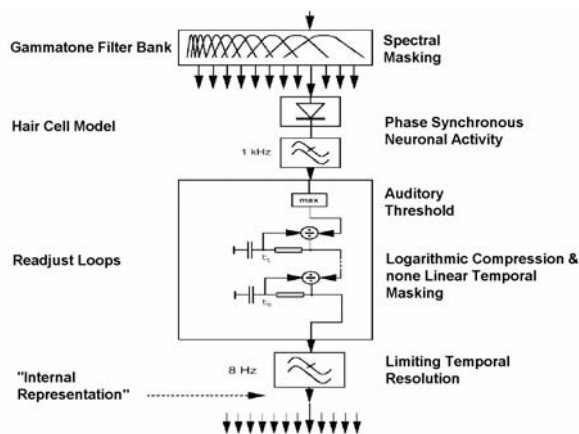 Gammatone Filter Bank
Spectral
Masking
Hair Cell Model
1 kHz
Phase Synchronous
Neuronal Activity
max
Auditory
Threshold
Readjust Loops
Logarithmic Compression &
none Linear Temporal
Masking
8 Hz
Limiting Temporal
Resolution
"Internal
Representation"